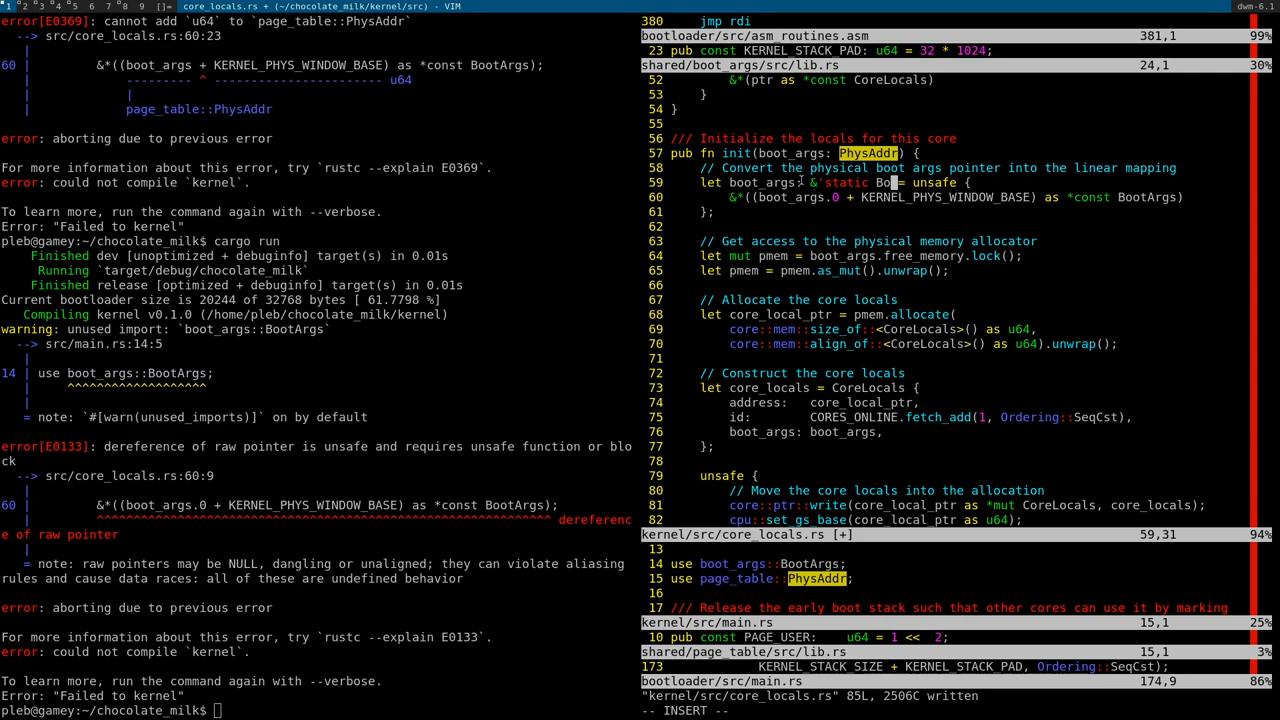 1 2 3 4 5 6 7 8 9 []= core_locals.rs + (~/chocolate_milk/kernel/src) - VIM dwm-6.1
error[E0369]: cannot add `u64` to `page_table::PhysAddr`
--> src/core_locals.rs:60:23
|
60 | &*((boot_args + KERNEL_PHYS_WINDOW_BASE) as *const BootArgs);
| --------- ^ ----------------------- u64
| |
| page_table::PhysAddr
error: aborting due to previous error
For more information about this error, try `rustc --explain E0369`.
error: could not compile `kernel`.
To learn more, run the command again with --verbose.
Error: "Failed to kernel"
pleb@gamey:~/chocolate_milk$ cargo run
Finished dev [unoptimized + debuginfo] target(s) in 0.01s
Running `target/debug/chocolate_milk`
Finished release [optimized + debuginfo] target(s) in 0.01s
Current bootloader size is 20244 of 32768 bytes [ 61.7798 %]
Compiling kernel v0.1.0 (/home/pleb/chocolate_milk/kernel)
warning: unused import: `boot_args::BootArgs`
--> src/main.rs:14:5
|
14 | use boot_args::BootArgs;
| ^^^^^^^^^^^^^^^^^^^
|
= note: `#[warn(unused_imports)]` on by default
error[E0133]: dereference of raw pointer is unsafe and requires unsafe function or blo
ck
--> src/core_locals.rs:60:9
|
60 | &*((boot_args.0 + KERNEL_PHYS_WINDOW_BASE) as *const BootArgs);
| ^^^^^^^^^^^^^^^^^^^^^^^^^^^^^^^^^^^^^^^^^^^^^^^^^^^^^^^^^^^^^^ dereferenc
e of raw pointer
|
= note: raw pointers may be NULL, dangling or unaligned; they can violate aliasing
rules and cause data races: all of these are undefined behavior
error: aborting due to previous error
For more information about this error, try `rustc --explain E0133`.
error: could not compile `kernel`.
To learn more, run the command again with --verbose.
Error: "Failed to kernel"
pleb@gamey:~/chocolate_milk$
380 jmp rdi
bootloader/src/asm_routines.asm 381,1 99%
23 pub const KERNEL_STACK_PAD: u64 = 32 * 1024;
shared/boot_args/src/lib.rs 24,1 30%
52 &*(ptr as *const CoreLocals)
53 }
54 }
55
56 /// Initialize the locals for this core
57 pub fn init(boot_args: PhysAddr) {
58 // Convert the physical boot args pointer into the linear mapping
59 let boot_args: &'static Bo = unsafe {
60 &*((boot_args.0 + KERNEL_PHYS_WINDOW_BASE) as *const BootArgs)
61 };
62
63 // Get access to the physical memory allocator
64 let mut pmem = boot_args.free_memory.lock();
65 let pmem = pmem.as_mut().unwrap();
66
67 // Allocate the core locals
68 let core_local_ptr = pmem.allocate(
69 core::mem::size_of::<CoreLocals>() as u64,
70 core::mem::align_of::<CoreLocals>() as u64).unwrap();
71
72 // Construct the core locals
73 let core_locals = CoreLocals {
74 address: core_local_ptr,
75 id: CORES_ONLINE.fetch_add(1, Ordering::SeqCst),
76 boot_args: boot_args,
77 };
78
79 unsafe {
80 // Move the core locals into the allocation
81 core::ptr::write(core_local_ptr as *mut CoreLocals, core_locals);
82 cpu::set_gs_base(core_local_ptr as u64);
kernel/src/core_locals.rs [+] 59,31 94%
13
14 use boot_args::BootArgs;
15 use page_table::PhysAddr;
16
17 /// Release the early boot stack such that other cores can use it by marking
kernel/src/main.rs 15,1 25%
10 pub const PAGE_USER: u64 = 1 << 2;
shared/page_table/src/lib.rs 15,1 3%
173 KERNEL_STACK_SIZE + KERNEL_STACK_PAD, Ordering::SeqCst);
bootloader/src/main.rs 174,9 86%
"kernel/src/core_locals.rs" 85L, 2506C written
-- INSERT --